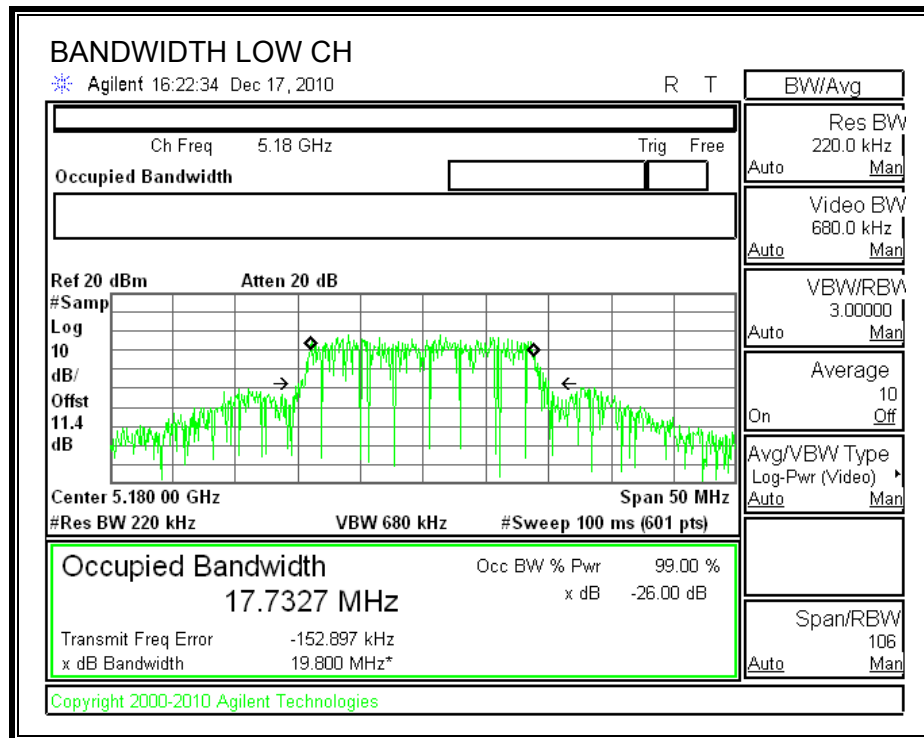 BANDWIDTH LOW CH
Agilent 16:22:34 Dec 17, 2010 R T
Ch Freq 5.18 GHz Trig Free
Occupied Bandwidth
Ref 20 dBm Atten 20 dB
#Samp
Log
10
dB/
Offst
11.4
dB
Center 5.180 00 GHz Span 50 MHz
#Res BW 220 kHz VBW 680 kHz #Sweep 100 ms (601 pts)
Occupied Bandwidth Occ BW % Pwr 99.00 %
17.7327 MHz x dB -26.00 dB
Transmit Freq Error -152.897 kHz
x dB Bandwidth 19.800 MHz*
Copyright 2000-2010 Agilent Technologies
BW/Avg
Res BW
220.0 kHz
Auto Man
Video BW
680.0 kHz
Auto Man
VBW/RBW
3.00000
Auto Man
Average
10
On Off
Avg/VBW Type
Log-Pwr (Video)
Auto Man
Span/RBW
106
Auto Man